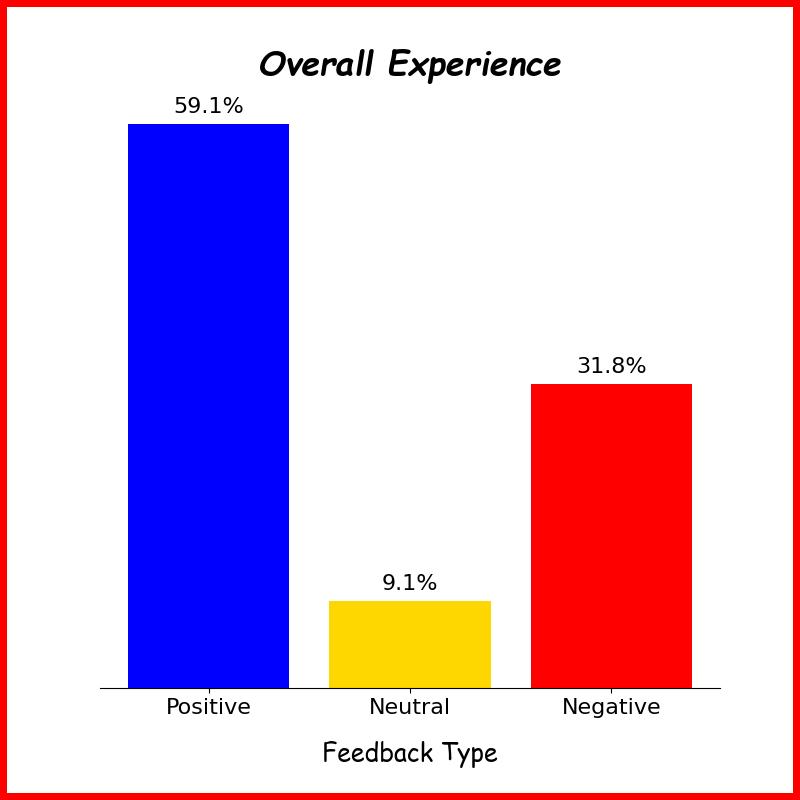 Overall Experience
59.1%
31.8%
9.1%
Positive Neutral Negative
Feedback Type